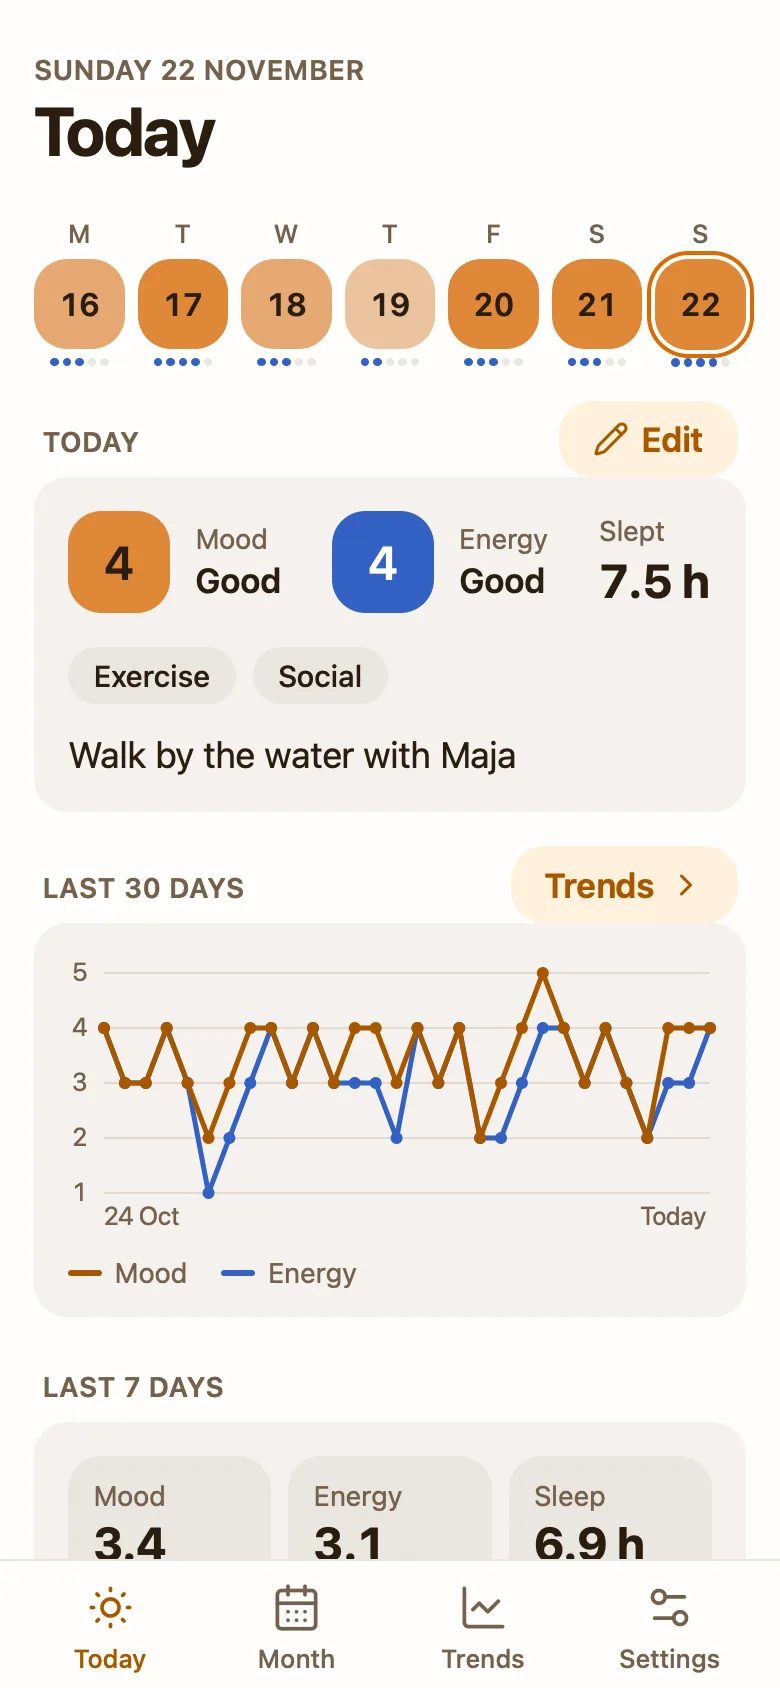 SUNDAY 22 NOVEMBER
Today
M T W T F S S
16 17 18 19 20 21 22
TODAY
Edit
4 Mood Good
4 Energy Good
Slept 7.5 h
Exercise Social
Walk by the water with Maja
LAST 30 DAYS
Trends
5
4
3
2
1
24 Oct Today
Mood Energy
LAST 7 DAYS
Mood Energy Sleep
3.4 3.1 6.9 h
Today Month Trends Settings